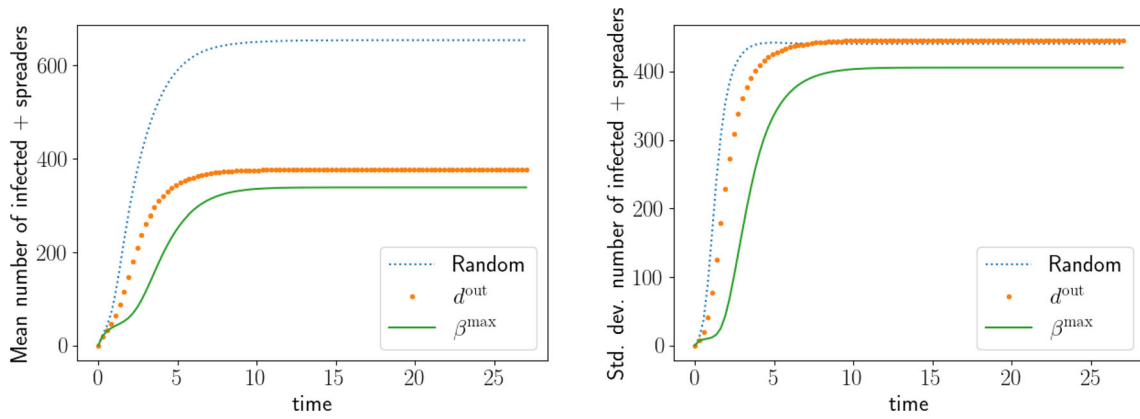 Mean number of infected + spreaders
600
400
200
0
0 5 10 15 20 25
time
Random
d^out
β^max
Std. dev. number of infected + spreaders
400
300
200
100
0
0 5 10 15 20 25
time
Random
d^out
β^max